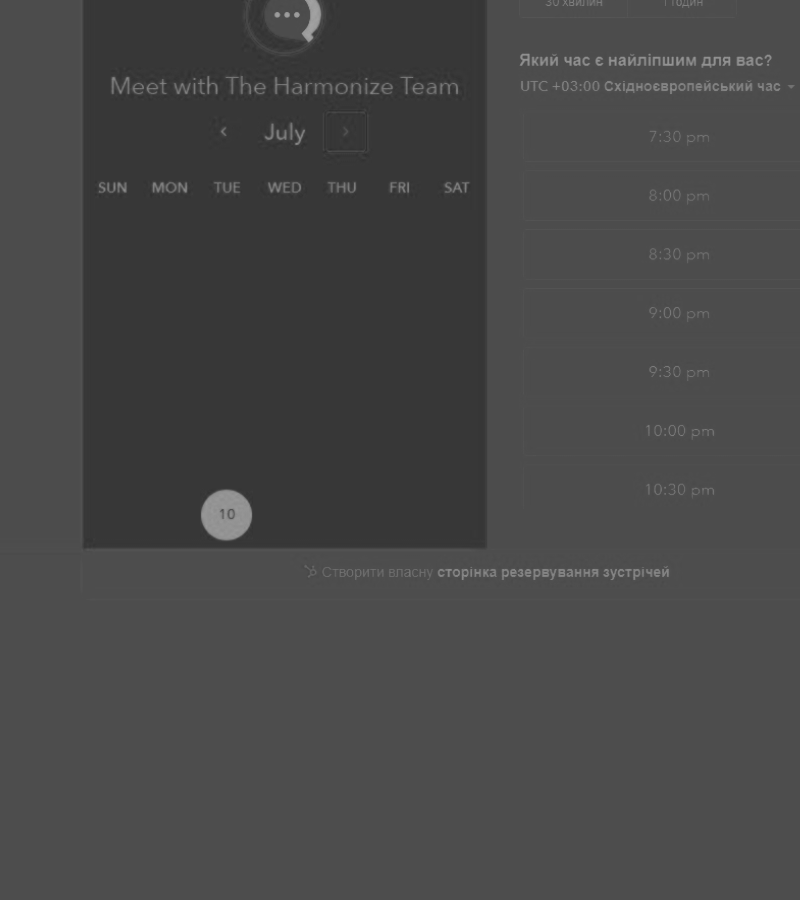 30 хвилин
1 годин
Meet with The Harmonize Team
July
SUN MON TUE WED THU FRI SAT
10
Який час є найліпшим для вас?
UTC +03:00 Східноєвропейський час
7:30 pm
8:00 pm
8:30 pm
9:00 pm
9:30 pm
10:00 pm
10:30 pm
Створити власну сторінка резервування зустрічей